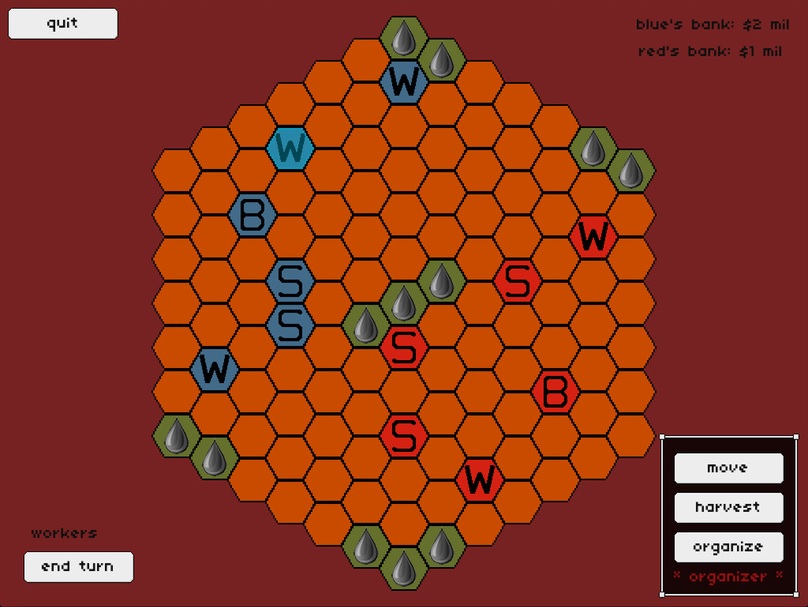 quit
blue's bank: $2 mil
red's bank: $1 mil
W
W
B
W
S
S
S
S
W
B
S
W
move
harvest
organize
* organizer *
workers
end turn